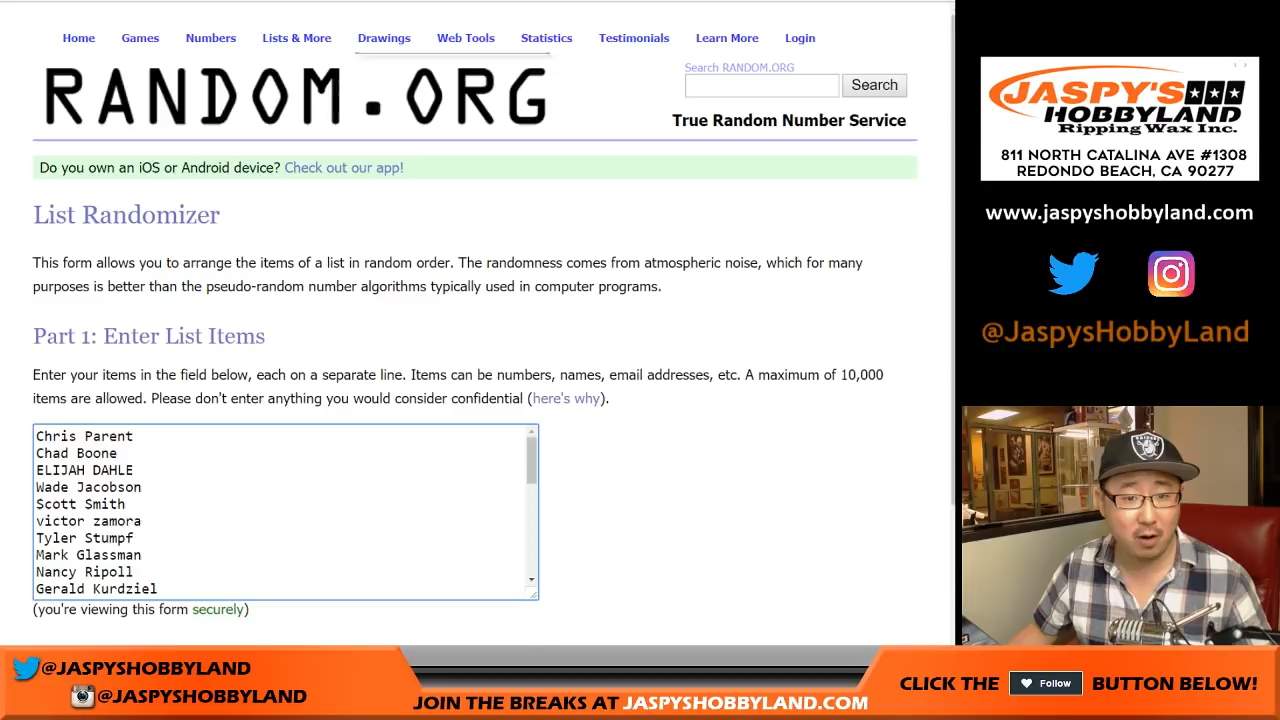 Home Games Numbers Lists & More Drawings Web Tools Statistics Testimonials Learn More Login
RANDOM.ORG
Search RANDOM.ORG
Search
True Random Number Service
Do you own an iOS or Android device? Check out our app!
List Randomizer
This form allows you to arrange the items of a list in random order. The randomness comes from atmospheric noise, which for many
purposes is better than the pseudo-random number algorithms typically used in computer programs.
Part 1: Enter List Items
Enter your items in the field below, each on a separate line. Items can be numbers, names, email addresses, etc. A maximum of 10,000
items are allowed. Please don't enter anything you would consider confidential (here's why).
Chris Parent
Chad Boone
ELIJAH DAHLE
Wade Jacobson
Scott Smith
victor zamora
Tyler Stumpf
Mark Glassman
Nancy Ripoll
Gerald Kurdziel
(you're viewing this form securely)
JASPY'S
HOBBYLAND
Ripping Wax Inc.
811 NORTH CATALINA AVE #1308
REDONDO BEACH, CA 90277
www.jaspyshobbyland.com
@JaspysHobbyLand
RAIDERS
@JASPYSHOBBYLAND
@JASPYSHOBBYLAND
JOIN THE BREAKS AT JASPYSHOBBYLAND.COM
CLICK THE Follow BUTTON BELOW!